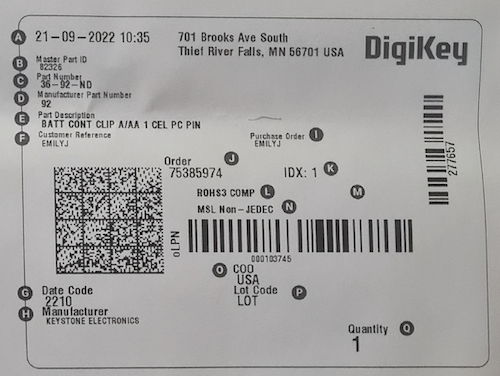 A 21-09-2022 10:35
701 Brooks Ave South
Thief River Falls, MN 56701 USA
DigiKey
B Master Part ID
82326
C Part Number
36-92-ND
D Manufacturer Part Number
92
E Part Description
BATT CONT CLIP A/AA 1 CEL PC PIN
F Customer Reference
EMILYJ
Purchase Order I
EMILYJ
Order J
75385974
IDX: 1 K
ROHS3 COMP L
M
MSL Non-JEDEC N
277657
oLPN
000103745
O COO
USA
Lot Code P
LOT
G Date Code
2210
H Manufacturer
KEYSTONE ELECTRONICS
Quantity Q
1